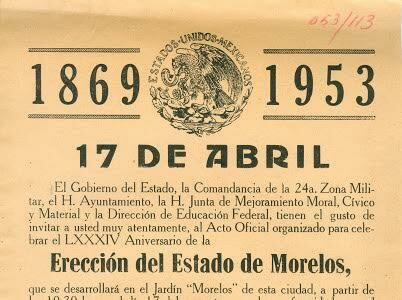 053/113
ESTADOS UNIDOS MEXICANOS
1869 1953
17 DE ABRIL
El Gobierno del Estado, la Comandancia de la 24a. Zona Mili-
tar, el H. Ayuntamiento, la H. Junta de Mejoramiento Moral, Cívico
y Material y la Dirección de Educación Federal, tienen el gusto de
invitar a usted muy atentamente, al Acto Oficial organizado para cele-
brar el LXXXIV Aniversario de la
Erección del Estado de Morelos,
que se desarrollará en el Jardín "Morelos" de esta ciudad, a partir de